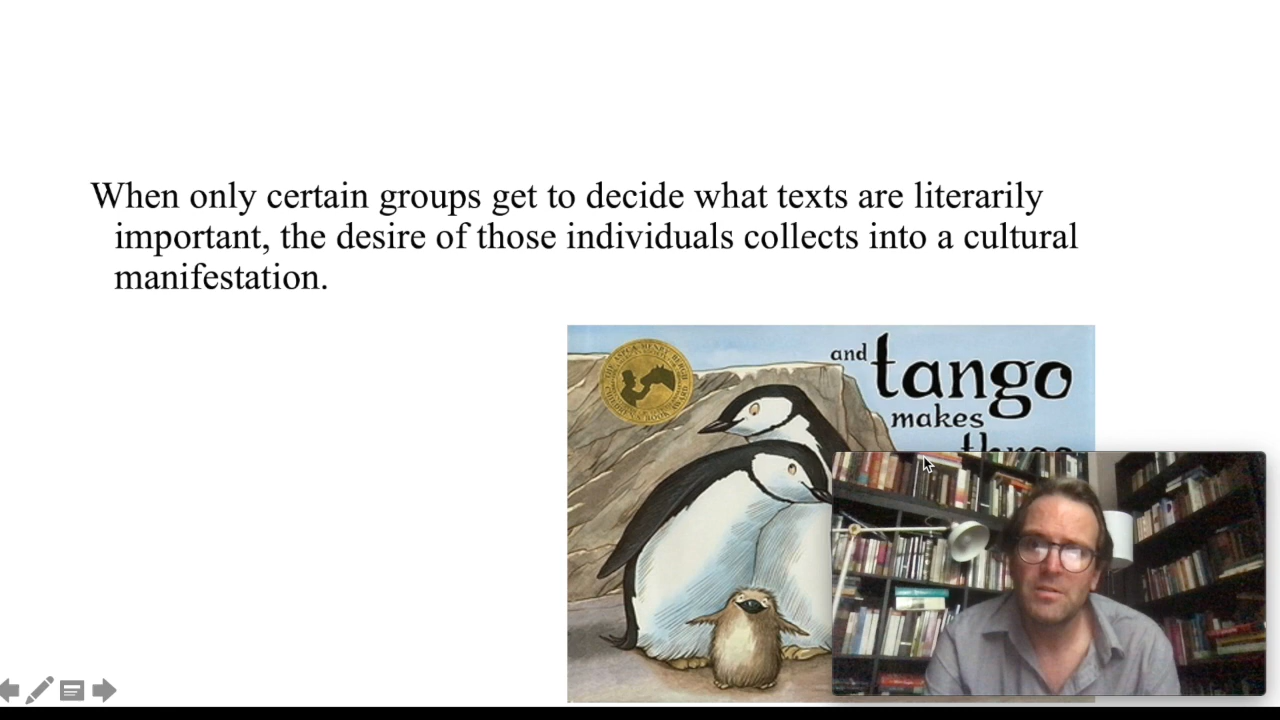 When only certain groups get to decide what texts are literarily
important, the desire of those individuals collects into a cultural
manifestation.
and
tango
makes
three